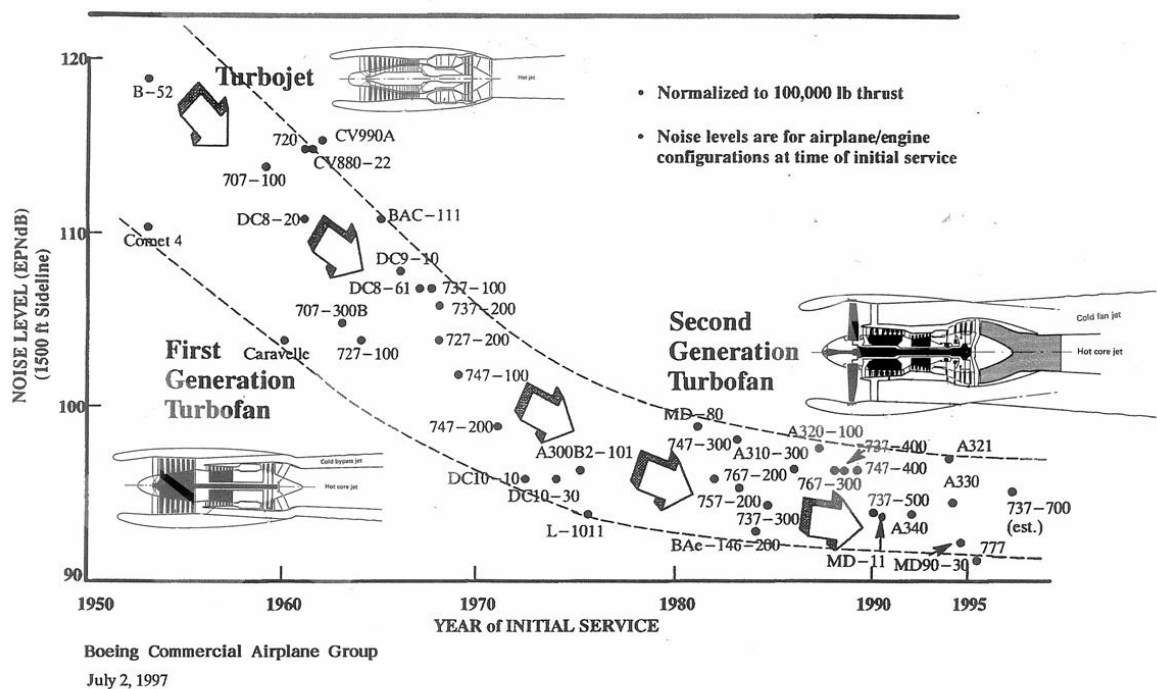 120
B-52
Turbojet
Hot jet
• Normalized to 100,000 lb thrust
• Noise levels are for airplane/engine
configurations at time of initial service
720
CV990A
CV880-22
707-100
110
DC8-20
BAC-111
Comet 4
DC9-10
DC8-61
737-100
707-300B
737-200
Caravelle
727-100
727-200
First
Generation
Turbofan
Second
Generation
Turbofan
Cold fan jet
Hot core jet
747-100
100
747-200
MD-80
A320-100
A300B2-101
747-300
A310-300
737-400
A321
767-200
747-400
767-300
DC10-10
DC10-30
757-200
A330
737-500
737-700
(est.)
L-1011
737-300
A340
BAe-146-200
MD-11
MD90-30
777
Cold bypass jet
Hot core jet
90
1950
1960
1970
1980
1990
1995
NOISE LEVEL (EPNdB)
(1500 ft Sideline)
YEAR of INITIAL SERVICE
Boeing Commercial Airplane Group
July 2, 1997